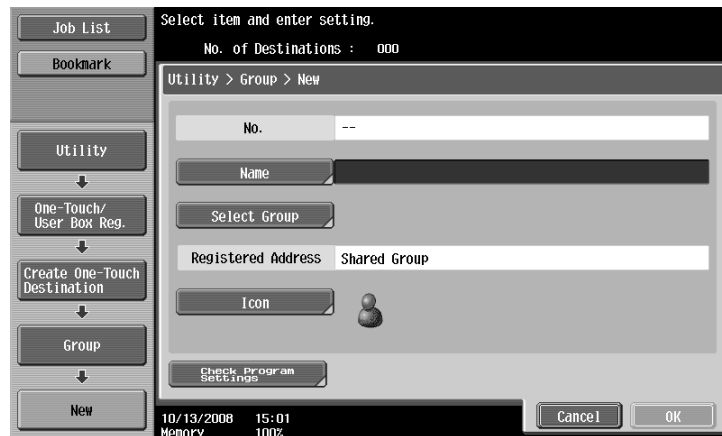 Job List
Bookmark
Utility
One-Touch/
User Box Reg.
Create One-Touch
Destination
Group
New
Select item and enter setting.
No. of Destinations : 000
Utility > Group > New
No. --
Name
Select Group
Registered Address Shared Group
Icon
Check Program
Settings
10/13/2008 15:01
Memory 100%
Cancel OK